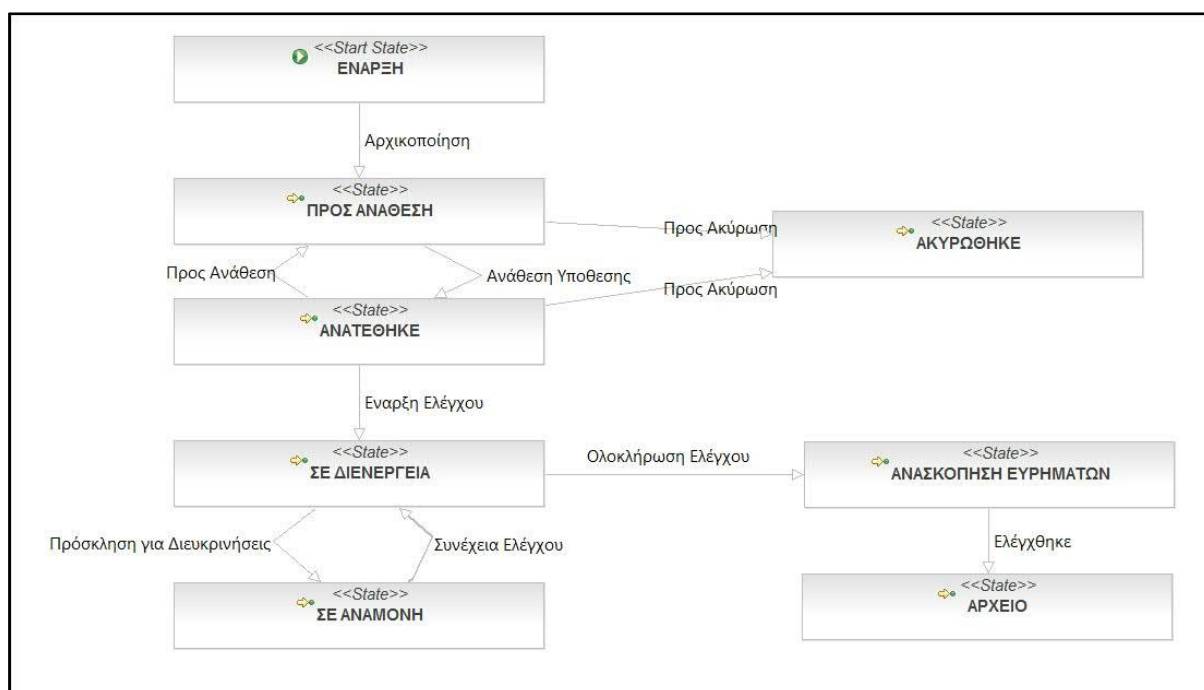 <<Start State>>
ΕΝΑΡΞΗ
Αρχικοποίηση
<<State>>
ΠΡΟΣ ΑΝΑΘΕΣΗ
Προς Ακύρωση
<<State>>
ΑΚΥΡΩΘΗΚΕ
Προς Ανάθεση
Ανάθεση Υποθεσης
Προς Ακύρωση
<<State>>
ΑΝΑΤΕΘΗΚΕ
Εναρξη Ελέγχου
<<State>>
ΣΕ ΔΙΕΝΕΡΓΕΙΑ
Ολοκλήρωση Ελέγχου
<<State>>
ΑΝΑΣΚΟΠΗΣΗ ΕΥΡΗΜΑΤΩΝ
Πρόσκληση για Διευκρινήσεις
Συνέχεια Ελέγχου
Ελέγχθηκε
<<State>>
ΣΕ ΑΝΑΜΟΝΗ
<<State>>
ΑΡΧΕΙΟ